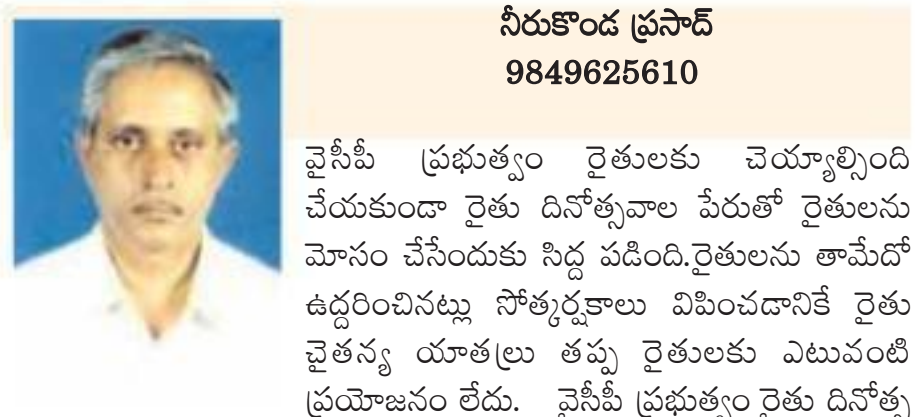 నీరుకొండ ప్రసాద్
9849625610
వైసీపీ ప్రభుత్వం రైతులకు చెయ్యాల్సింది
చేయకుండా రైతు దినోత్సవాల పేరుతో రైతులను
మోసం చేసేందుకు సిద్ద పడింది.రైతులను తామేదో
ఉద్దరించినట్లు సోత్కర్షకాలు విపించడానికే రైతు
చైతన్య యాత్రలు తప్ప రైతులకు ఎటువంటి
ప్రయోజనం లేదు. వైసీపీ ప్రభుత్వం రైతు దినోత్స